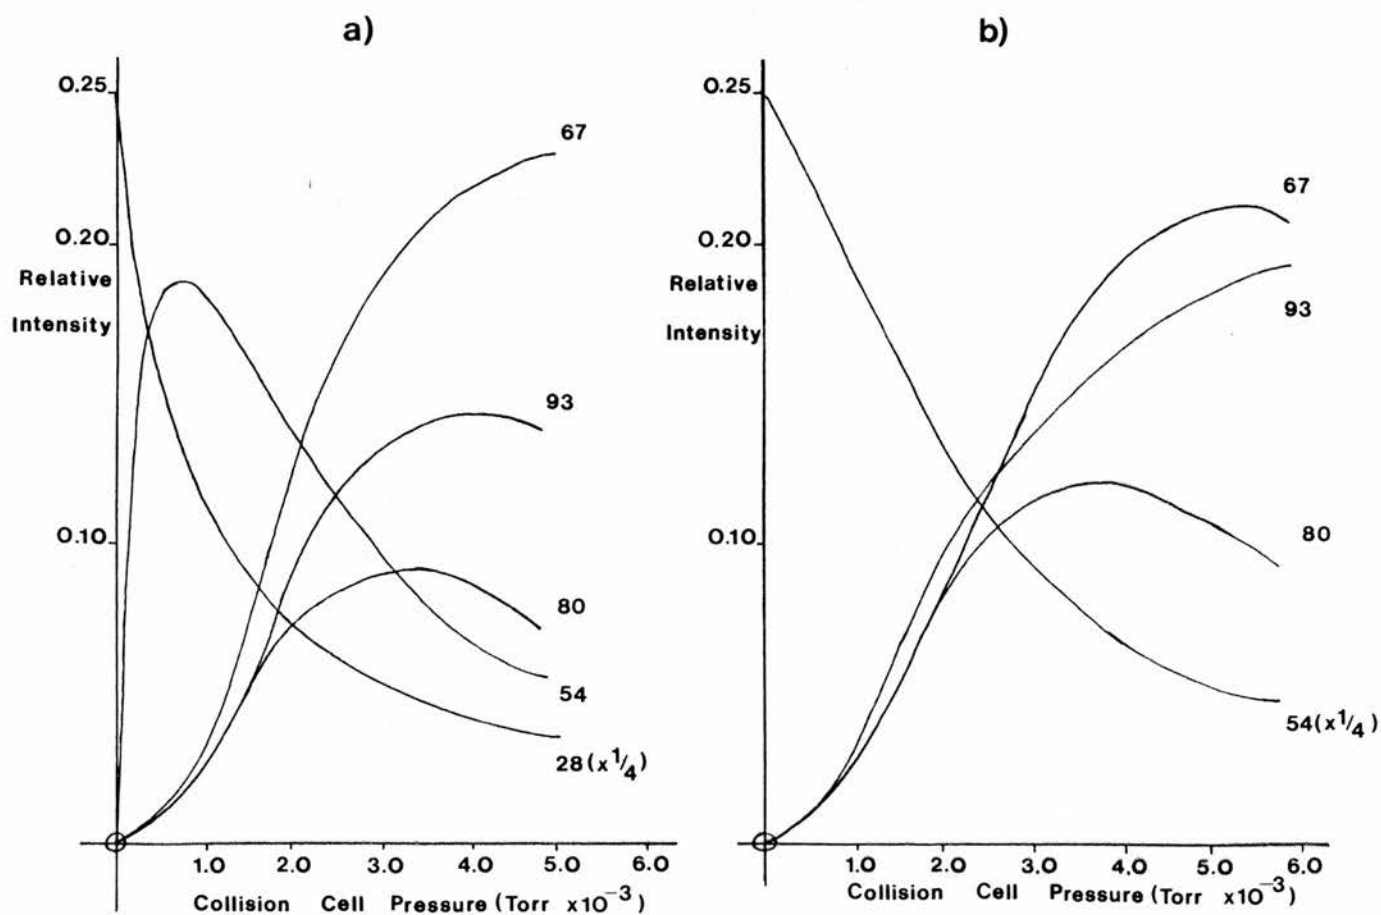 a)
0.25
0.20
Relative
Intensity
0.10
67
93
80
54
28 (x 1/4)
1.0 2.0 3.0 4.0 5.0 6.0
Collision Cell Pressure (Torr x10⁻³)
b)
0.25
0.20
Relative
Intensity
0.10
67
93
80
54 (x 1/4)
1.0 2.0 3.0 4.0 5.0 6.0
Collision Cell Pressure (Torr x10⁻³)